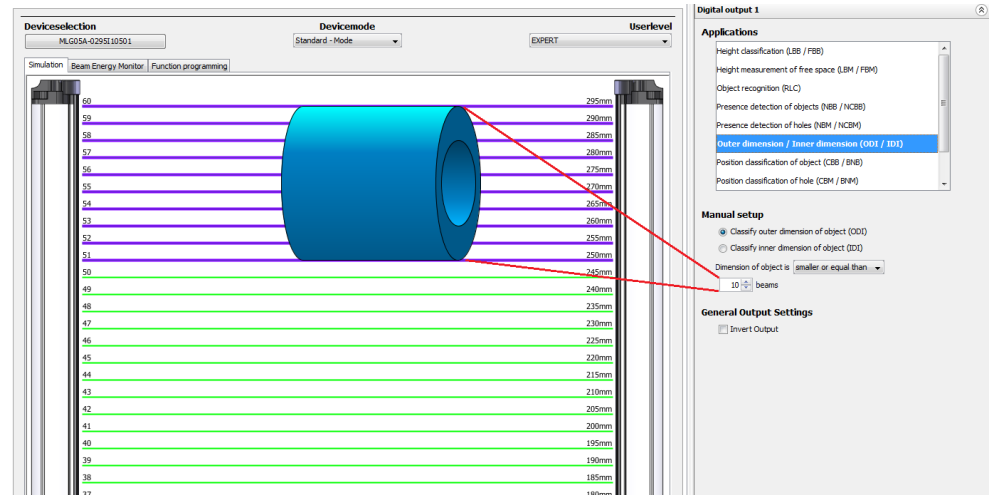 Deviceselection
Devicemode
Userlevel
MLG05A-0295I10501
Standard - Mode
EXPERT
Simulation
Beam Energy Monitor
Function programming
60 295mm
59 290mm
58 285mm
57 280mm
56 275mm
55 270mm
54 265mm
53 260mm
52 255mm
51 250mm
50 245mm
49 240mm
48 235mm
47 230mm
46 225mm
45 220mm
44 215mm
43 210mm
42 205mm
41 200mm
40 195mm
39 190mm
38 185mm
37 180mm
Digital output 1
Applications
Height classification (LBB / FBB)
Height measurement of free space (LBM / FBM)
Object recognition (RLC)
Presence detection of objects (NBB / NCBB)
Presence detection of holes (NBM / NCBM)
Outer dimension / Inner dimension (ODI / IDI)
Position classification of object (CBB / BNB)
Position classification of hole (CBM / BNM)
Manual setup
Classify outer dimension of object (ODI)
Classify inner dimension of object (IDI)
Dimension of object is smaller or equal than
10 beams
General Output Settings
Invert Output